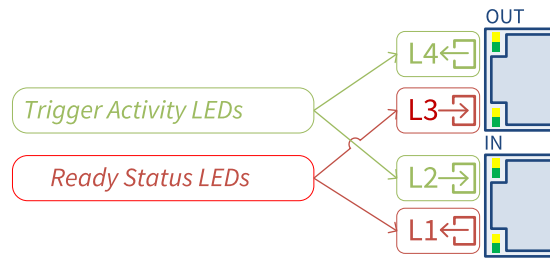 OUT
L4
Trigger Activity LEDs
L3
IN
Ready Status LEDs
L2
L1